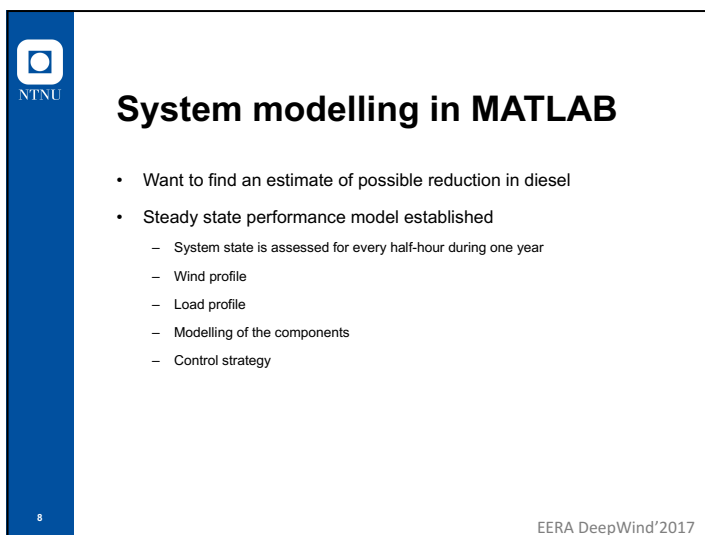 NTNU
System modelling in MATLAB
• Want to find an estimate of possible reduction in diesel
• Steady state performance model established
– System state is assessed for every half-hour during one year
– Wind profile
– Load profile
– Modelling of the components
– Control strategy
8
EERA DeepWind’2017